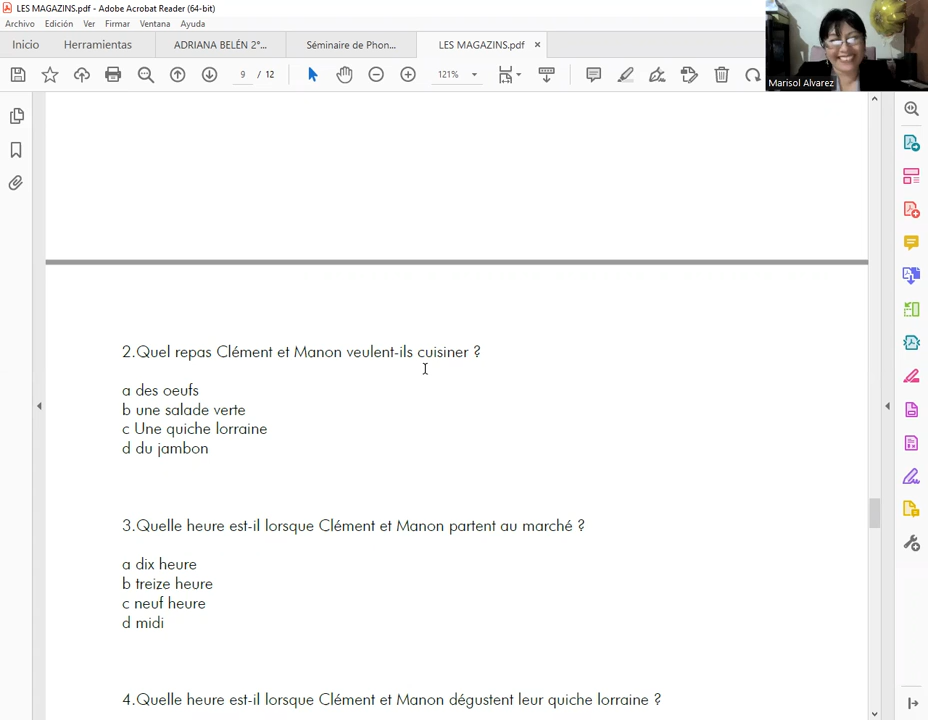 LES MAGAZINS.pdf - Adobe Acrobat Reader (64-bit)
Archivo Edición Ver Firmar Ventana Ayuda
Inicio Herramientas ADRIANA BELÉN 2°... Séminaire de Phon... LES MAGAZINS.pdf
9 / 12 121%
Marisol Alvarez
2.Quel repas Clément et Manon veulent-ils cuisiner ?
a des oeufs
b une salade verte
c Une quiche lorraine
d du jambon
3.Quelle heure est-il lorsque Clément et Manon partent au marché ?
a dix heure
b treize heure
c neuf heure
d midi
4.Quelle heure est-il lorsque Clément et Manon dégustent leur quiche lorraine ?